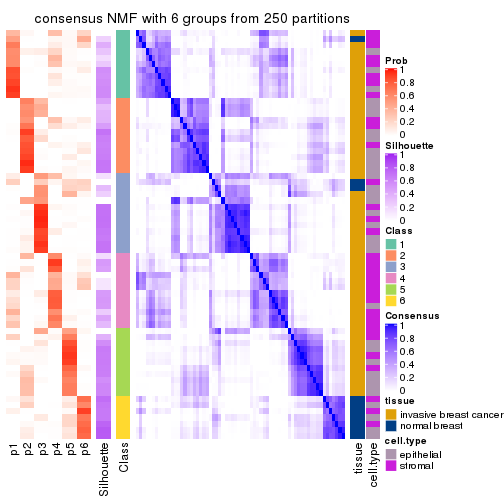 consensus NMF with 6 groups from 250 partitions
Prob
1
0.8
0.6
0.4
0.2
0
Silhouette
1
0.8
0.6
0.4
0.2
0
Class
1
2
3
4
5
6
Consensus
1
0.8
0.6
0.4
0.2
0
tissue
invasive breast cancer
normal breast
cell.type
epithelial
stromal
p1
p2
p3
p4
p5
p6
Silhouette
Class
tissue
cell.type